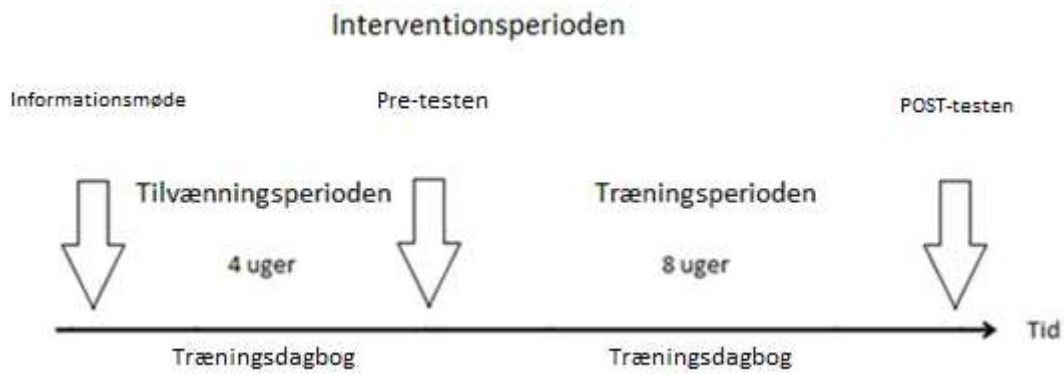 Interventionsperioden
Informationsmøde
Pre-testen
POST-testen
Tilvænningsperioden
Træningsperioden
4 uger
8 uger
Tid
Træningsdagbog
Træningsdagbog